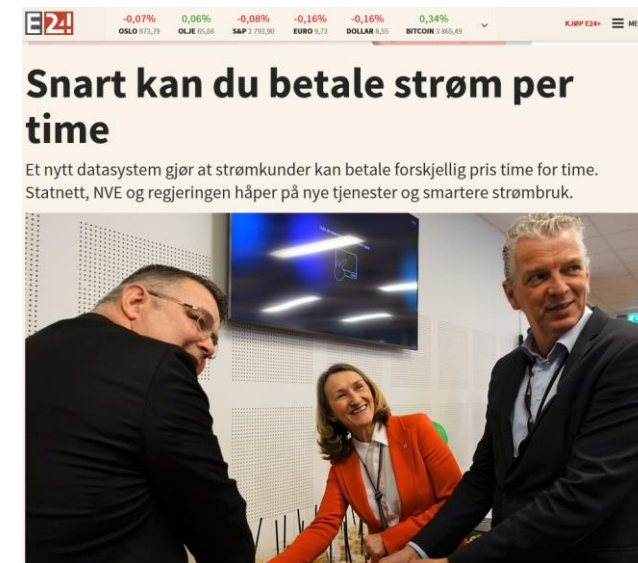 E24!
-0,07% 0,06% -0,08% -0,16% -0,16% 0,34%
OSLO 873,79 OLJE 65,66 S&P 2 793,90 EURO 9,73 DOLLAR 8,55 BITCOIN 3 865,49
KJØP E24+ ME
Snart kan du betale strøm per
time
Et nytt datasystem gjør at strømkunder kan betale forskjellig pris time for time.
Statnett, NVE og regjeringen håper på nye tjenester og smartere strømbruk.